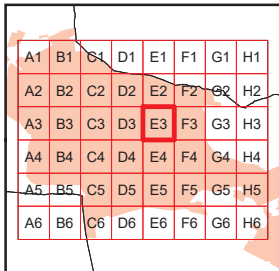 A1 B1 C1 D1 E1 F1 G1 H1
A2 B2 C2 D2 E2 F2 G2 H2
A3 B3 C3 D3 E3 F3 G3 H3
A4 B4 C4 D4 E4 F4 G4 H4
A5 B5 C5 D5 E5 F5 G5 H5
A6 B6 C6 D6 E6 F6 G6 H6